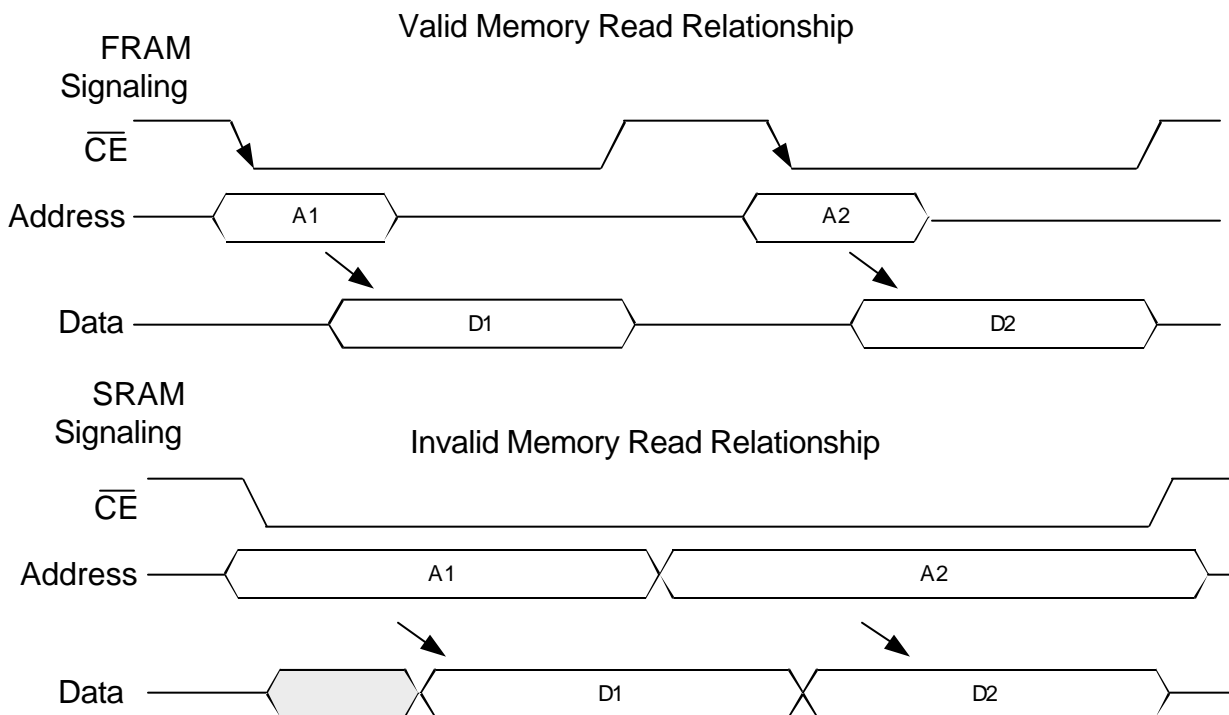 Valid Memory Read Relationship
FRAM
Signaling
CE
Address
A1
A2
Data
D1
D2
SRAM
Signaling
Invalid Memory Read Relationship
CE
Address
A1
A2
Data
D1
D2